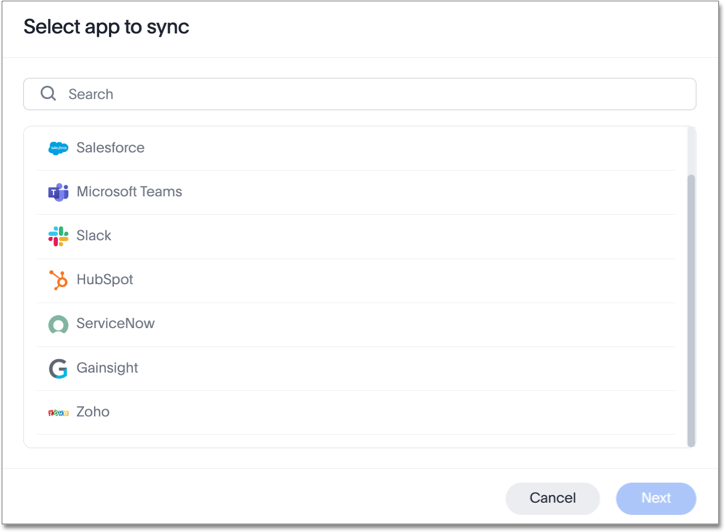 Select app to sync
Search
Salesforce
Microsoft Teams
Slack
HubSpot
ServiceNow
Gainsight
Zoho
Cancel
Next